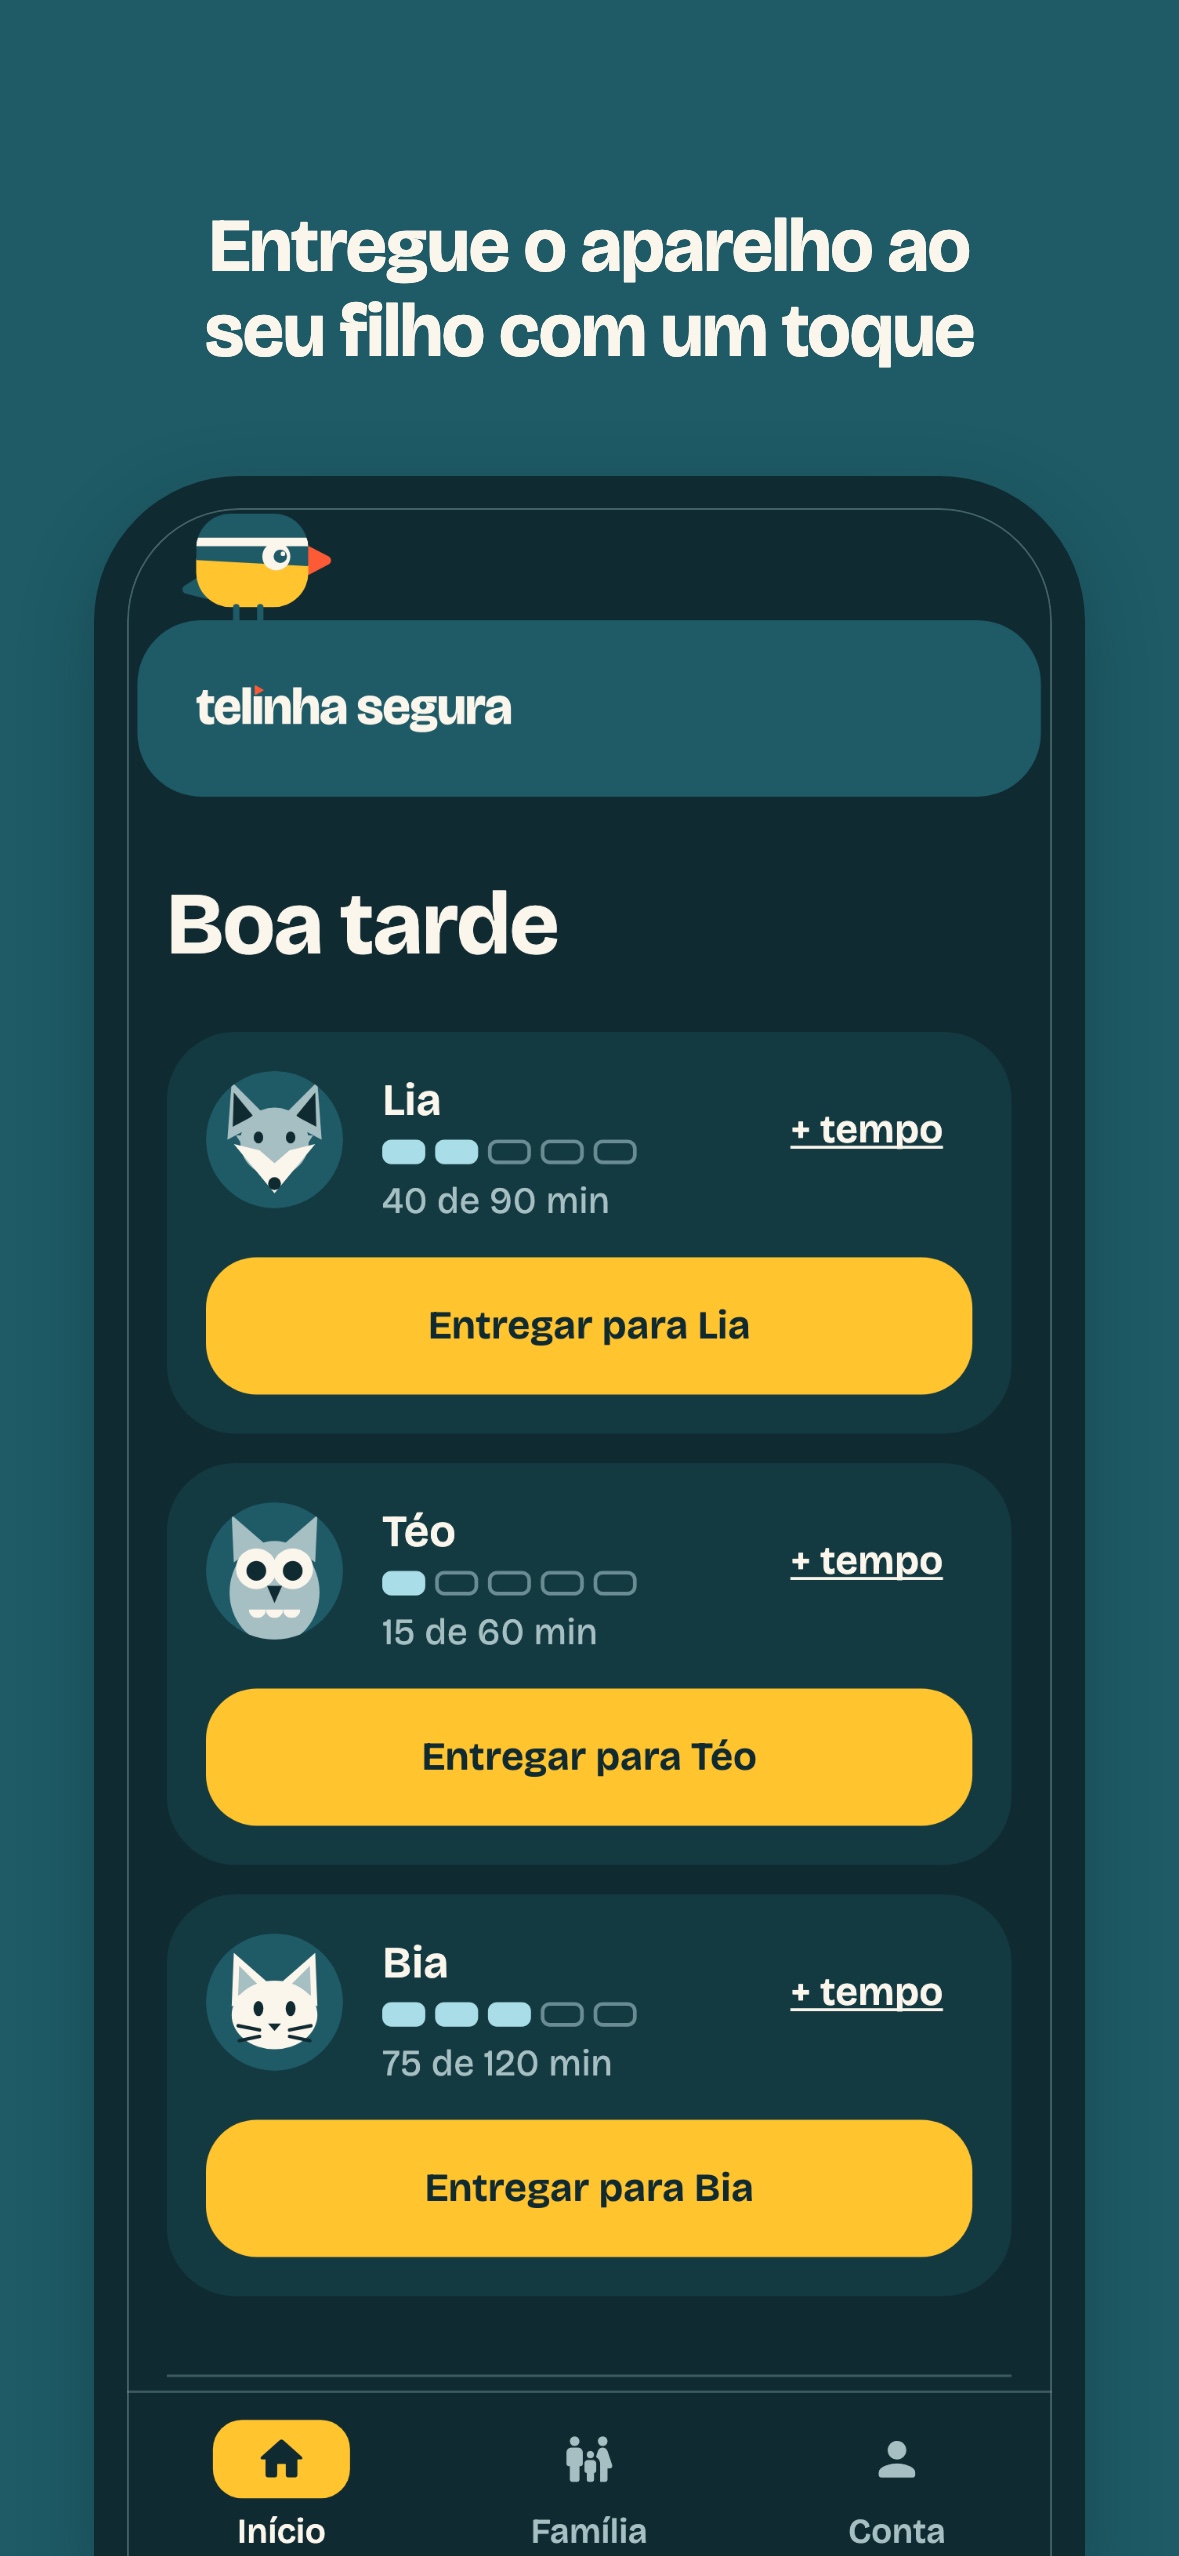 Entregue o aparelho ao
seu filho com um toque
telinha segura
Boa tarde
Lia
+ tempo
40 de 90 min
Entregar para Lia
Téo
+ tempo
15 de 60 min
Entregar para Téo
Bia
+ tempo
75 de 120 min
Entregar para Bia
Início
Família
Conta